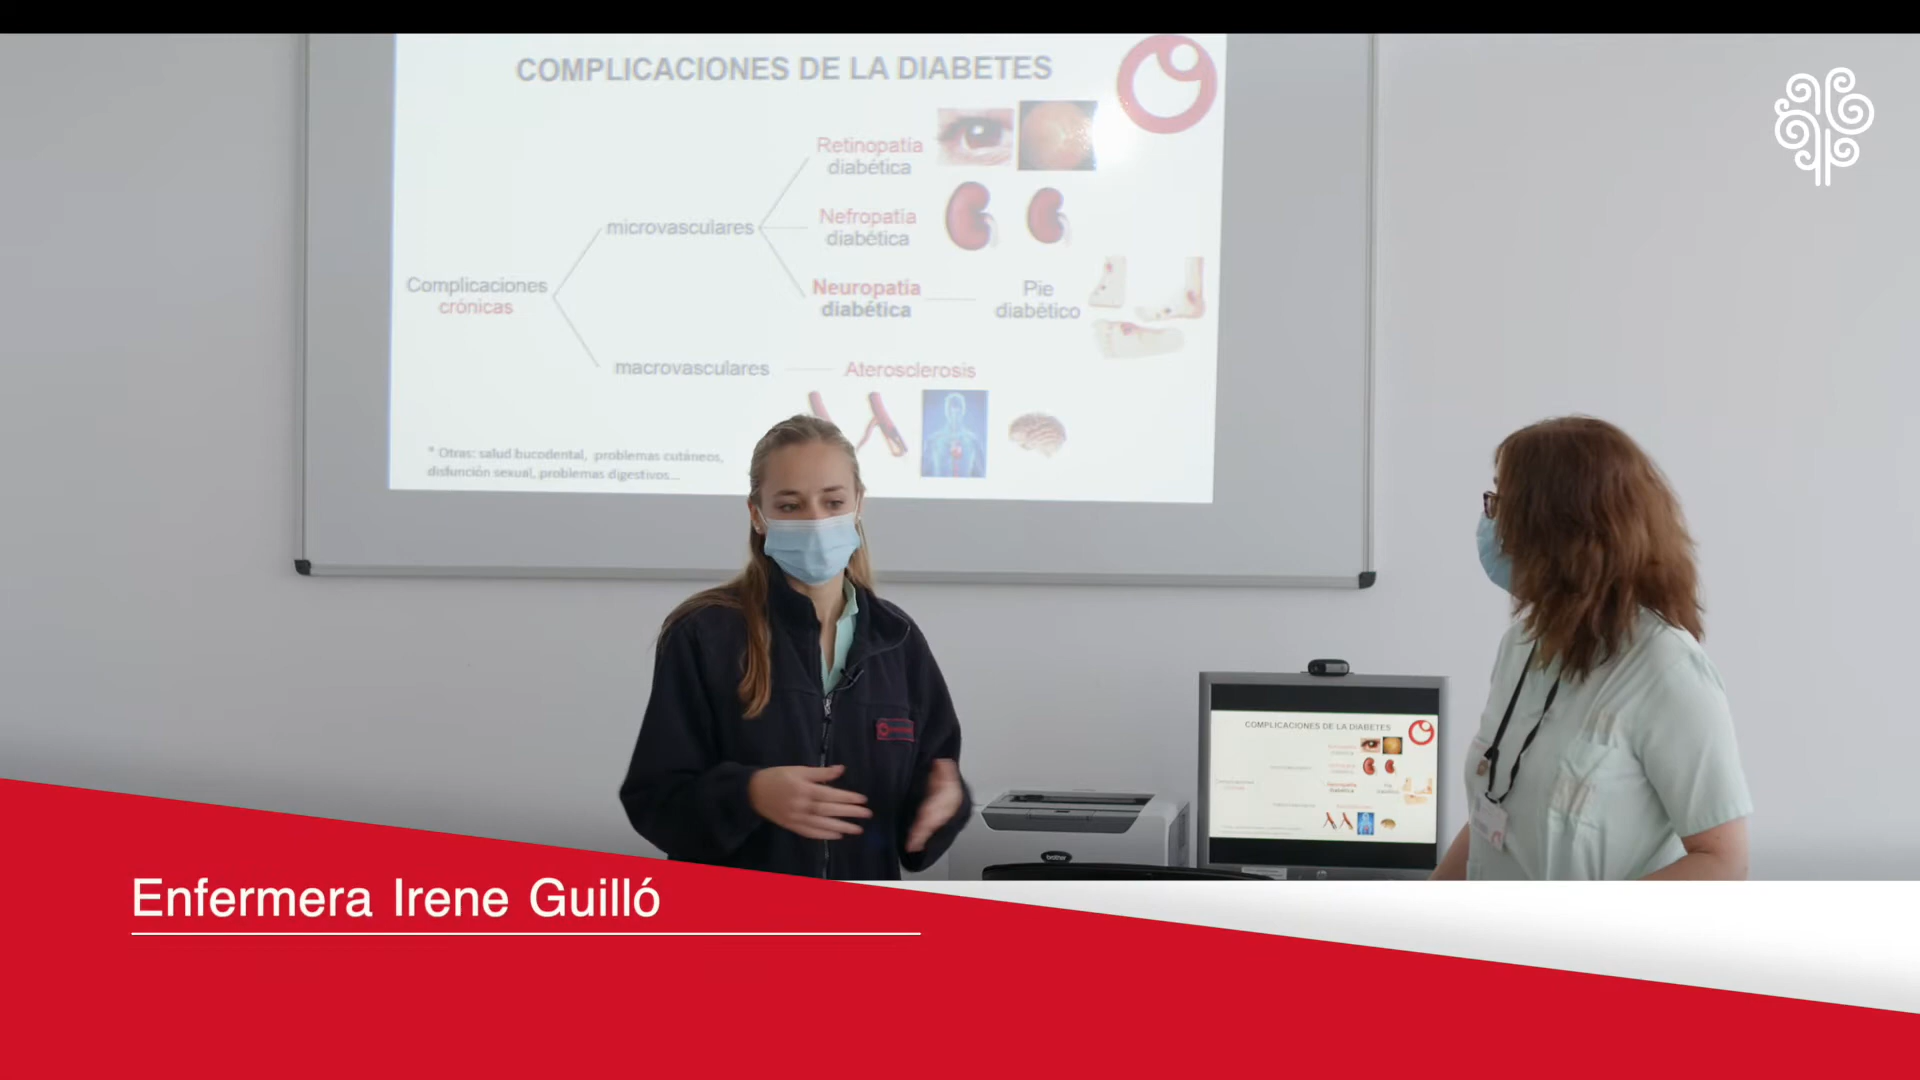 COMPLICACIONES DE LA DIABETES
Retinopatía
diabética
Nefropatía
diabética
microvasculares
Complicaciones
crónicas
Neuropatía
diabética
Pie
diabético
macrovasculares
Aterosclerosis
* Otras: salud bucodental, problemas cutáneos,
disfunción sexual, problemas digestivos...
COMPLICACIONES DE LA DIABETES
brother
Enfermera Irene Guilló